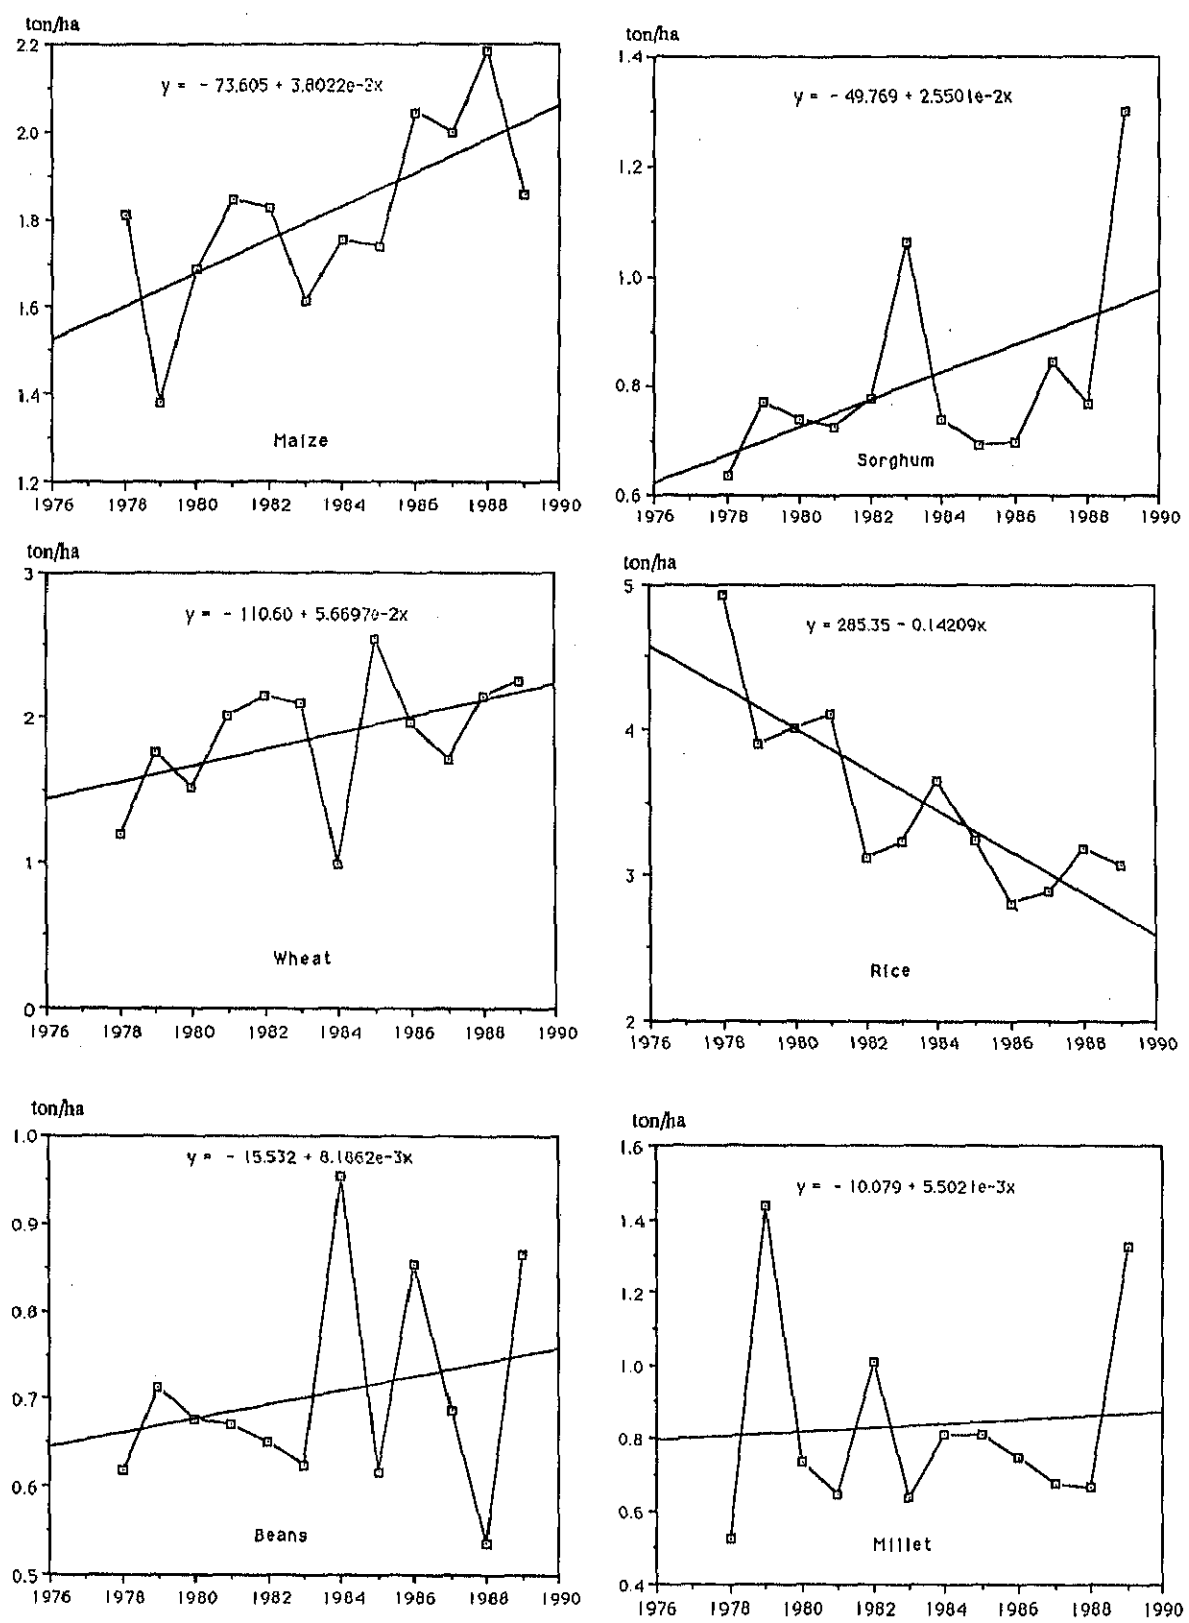 ton/ha
2.2
y = - 73.605 + 3.8022e-2x
2.0
1.8
1.6
1.4
Maize
1.2
1976 1978 1980 1982 1984 1986 1988 1990
ton/ha
1.4
y = - 49.769 + 2.5501e-2x
1.2
1.0
0.8
Sorghum
0.6
1976 1978 1980 1982 1984 1986 1988 1990
ton/ha
3
y = - 110.60 + 5.6697e-2x
2
1
Wheat
0
1976 1978 1980 1982 1984 1986 1988 1990
ton/ha
5
y = 285.35 - 0.14209x
4
3
Rice
2
1976 1978 1980 1982 1984 1986 1988 1990
ton/ha
1.0
y = - 15.532 + 8.1862e-3x
0.9
0.8
0.7
0.6
Beans
0.5
1976 1978 1980 1982 1984 1986 1988 1990
ton/ha
1.6
y = - 10.079 + 5.5021e-3x
1.4
1.2
1.0
0.8
0.6
Millet
0.4
1976 1978 1980 1982 1984 1986 1988 1990